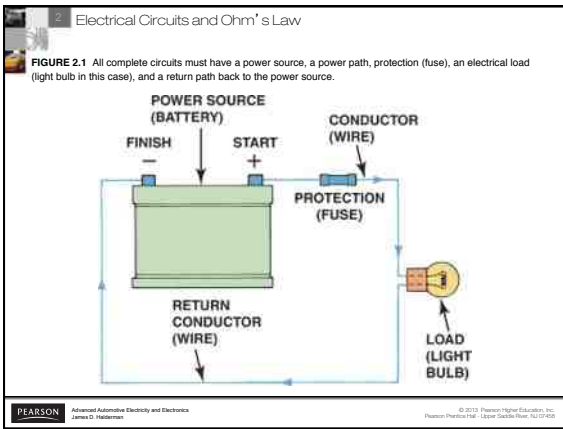 2 Electrical Circuits and Ohm's Law
FIGURE 2.1 All complete circuits must have a power source, a power path, protection (fuse), an electrical load
(light bulb in this case), and a return path back to the power source.
POWER SOURCE
(BATTERY)
CONDUCTOR
(WIRE)
FINISH
START
−
+
PROTECTION
(FUSE)
RETURN
CONDUCTOR
(WIRE)
LOAD
(LIGHT
BULB)
PEARSON
Advanced Automotive Electricity and Electronics
James D. Halderman
© 2013 Pearson Higher Education, Inc.
Pearson Prentice Hall - Upper Saddle River, NJ 07458